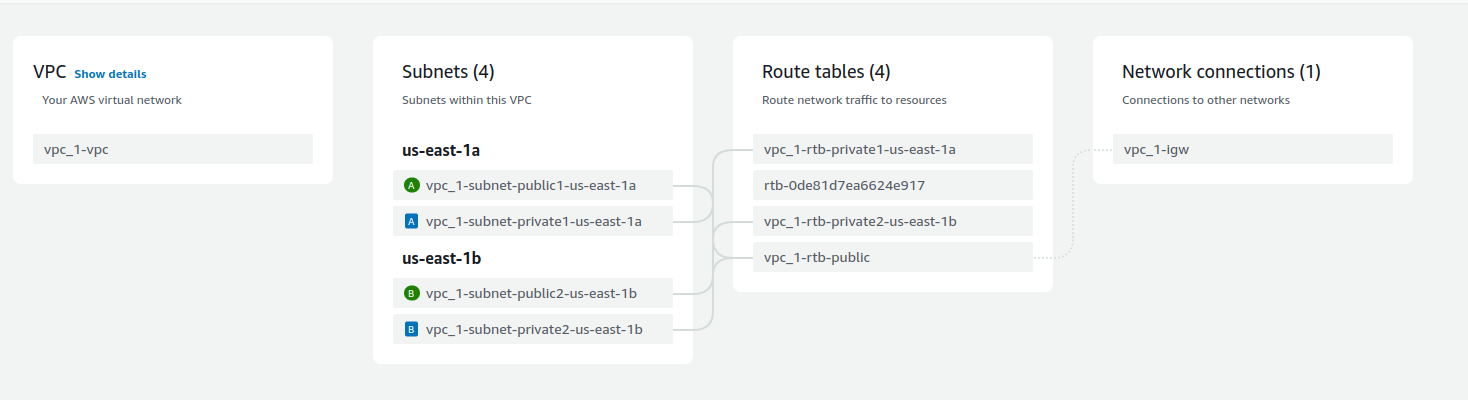 VPC Show details
Your AWS virtual network
vpc_1-vpc
Subnets (4)
Subnets within this VPC
us-east-1a
A vpc_1-subnet-public1-us-east-1a
A vpc_1-subnet-private1-us-east-1a
us-east-1b
B vpc_1-subnet-public2-us-east-1b
B vpc_1-subnet-private2-us-east-1b
Route tables (4)
Route network traffic to resources
vpc_1-rtb-private1-us-east-1a
rtb-0de81d7ea6624e917
vpc_1-rtb-private2-us-east-1b
vpc_1-rtb-public
Network connections (1)
Connections to other networks
vpc_1-igw